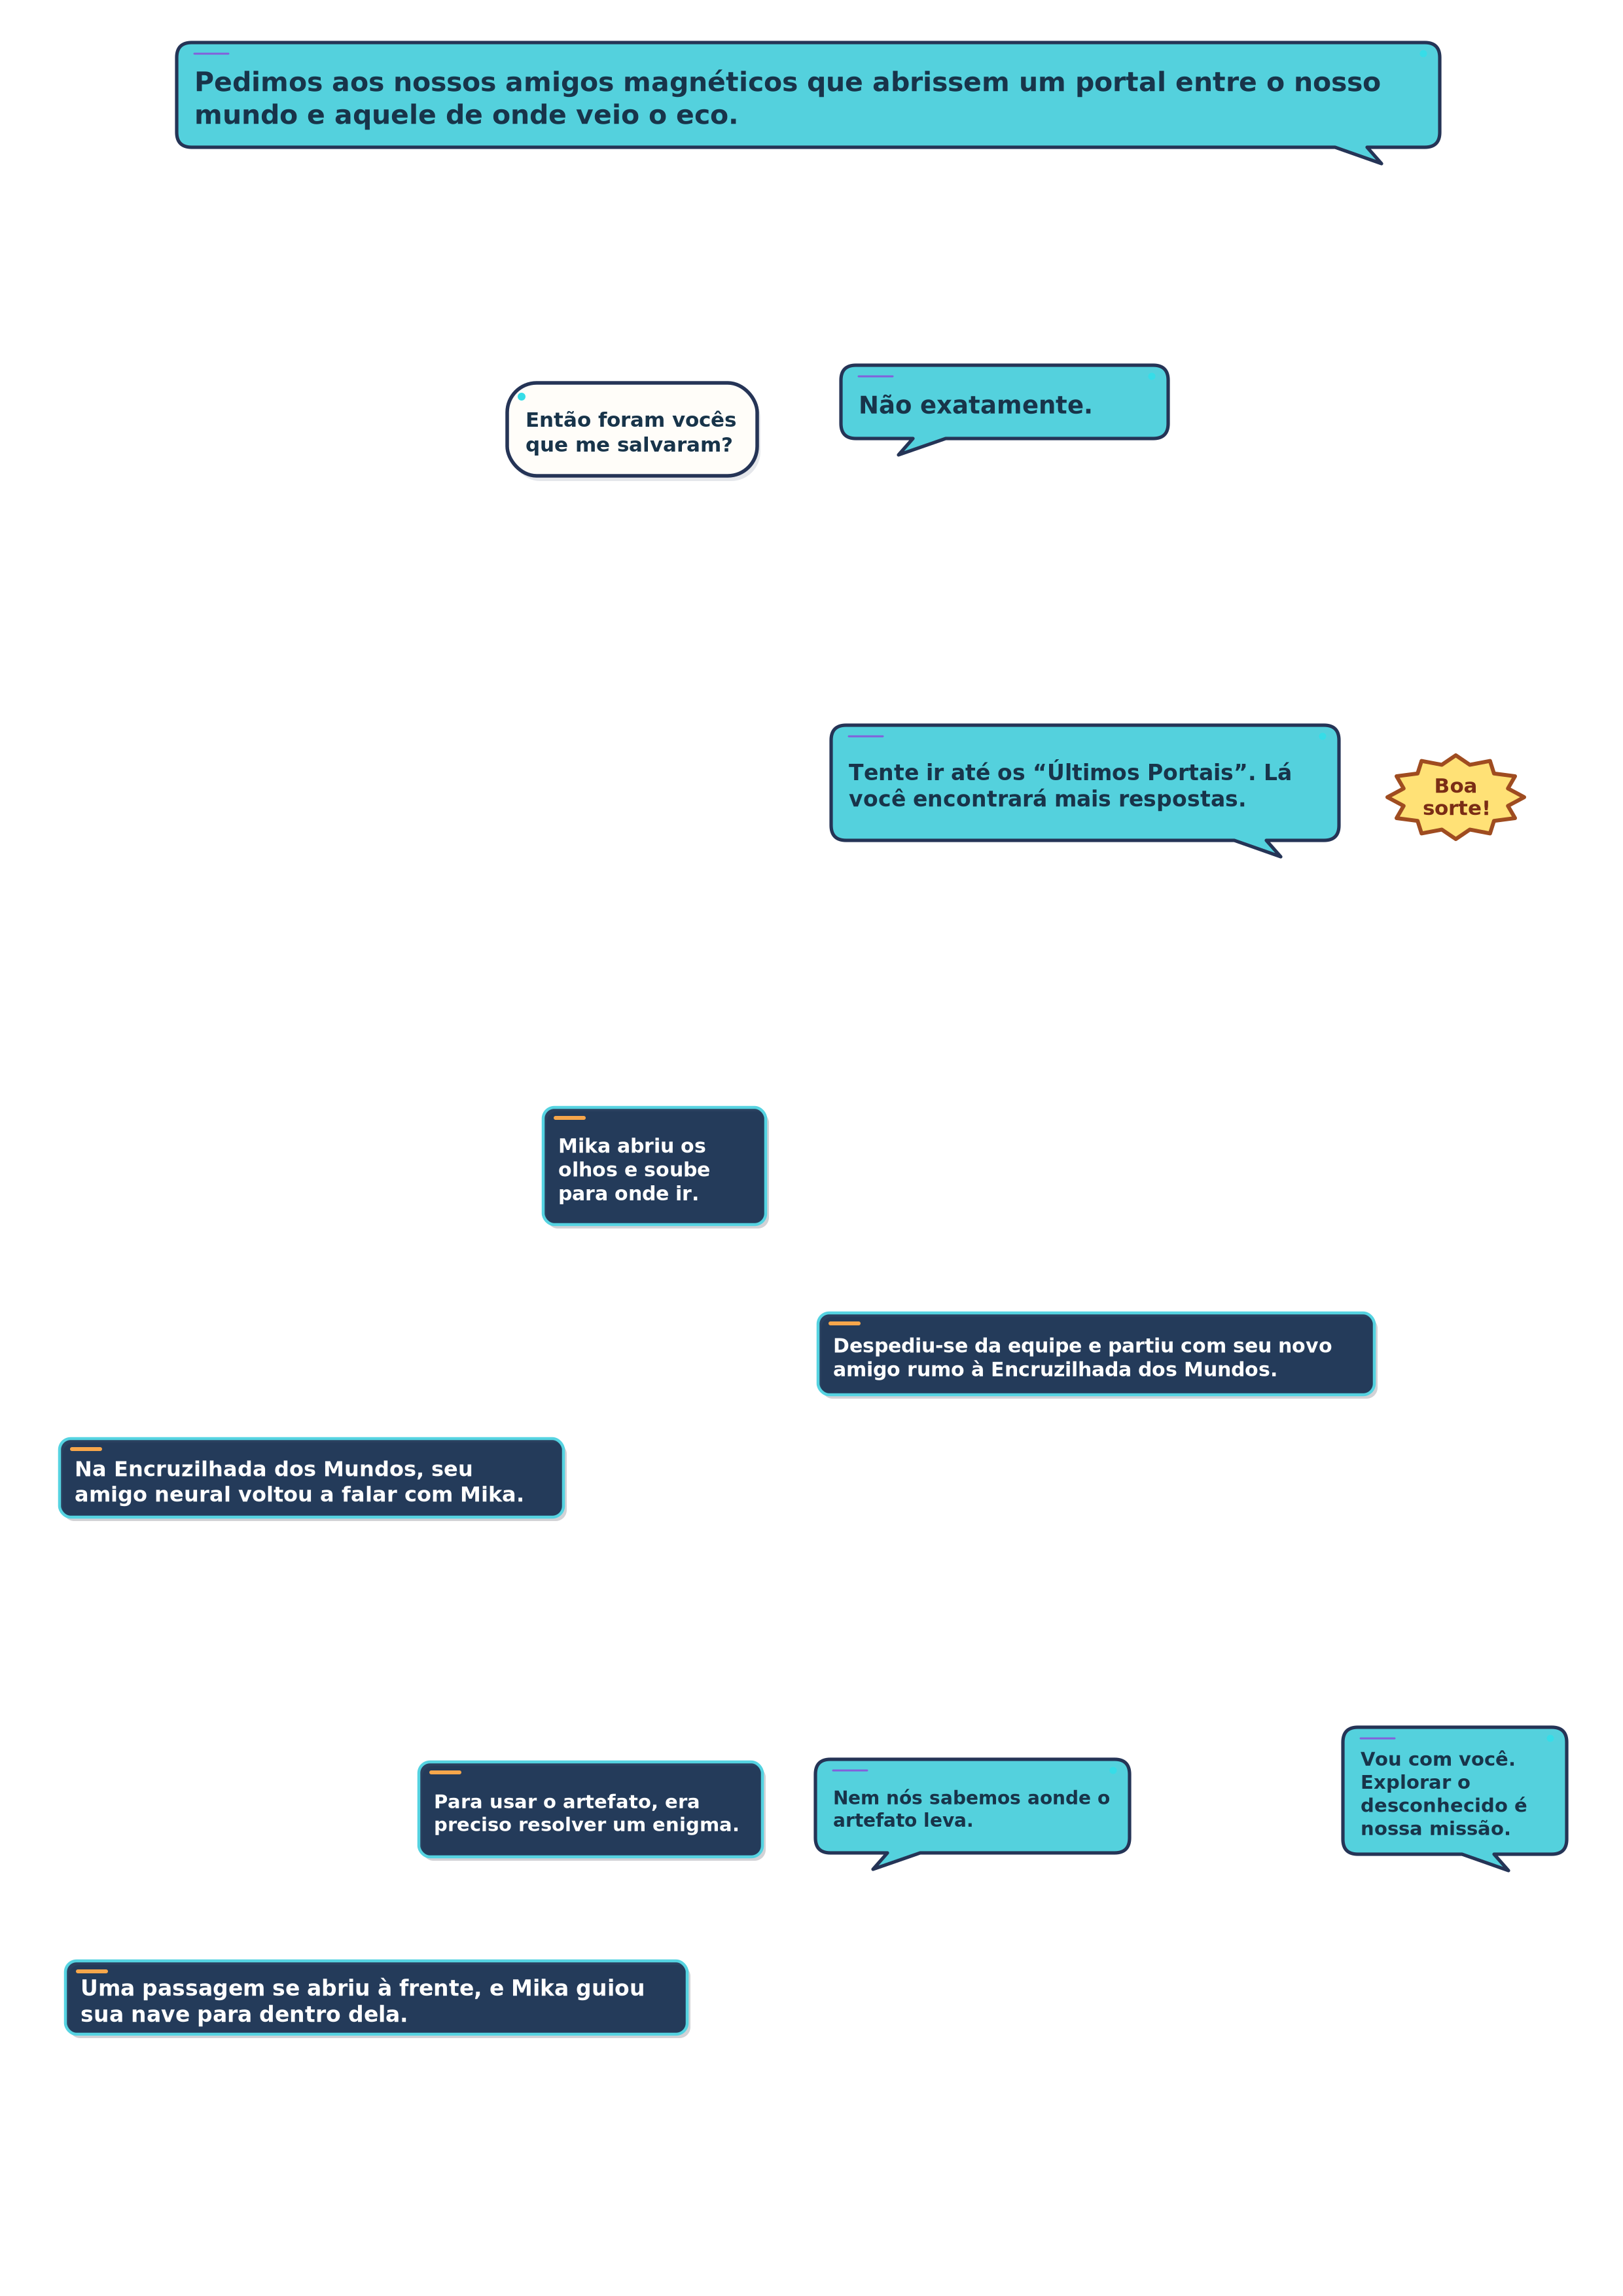 Pedimos aos nossos amigos magnéticos que abrissem um portal entre o nosso
mundo e aquele de onde veio o eco.
Então foram vocês
que me salvaram?
Não exatamente.
Tente ir até os “Últimos Portais”. Lá
você encontrará mais respostas.
Boa
sorte!
Mika abriu os
olhos e soube
para onde ir.
Despediu-se da equipe e partiu com seu novo
amigo rumo à Encruzilhada dos Mundos.
Na Encruzilhada dos Mundos, seu
amigo neural voltou a falar com Mika.
Para usar o artefato, era
preciso resolver um enigma.
Nem nós sabemos aonde o
artefato leva.
Vou com você.
Explorar o
desconhecido é
nossa missão.
Uma passagem se abriu à frente, e Mika guiou
sua nave para dentro dela.